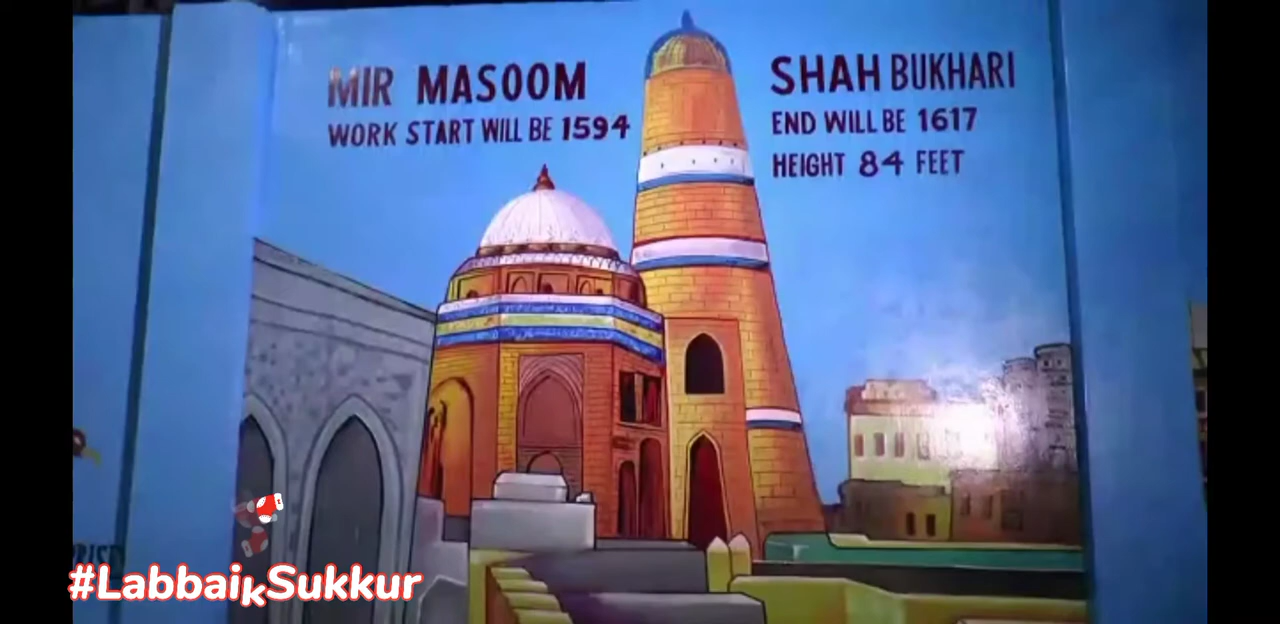 MIR MASOOM
WORK START WILL BE 1594
SHAH BUKHARI
END WILL BE 1617
HEIGHT 84 FEET
#LabbaikSukkur